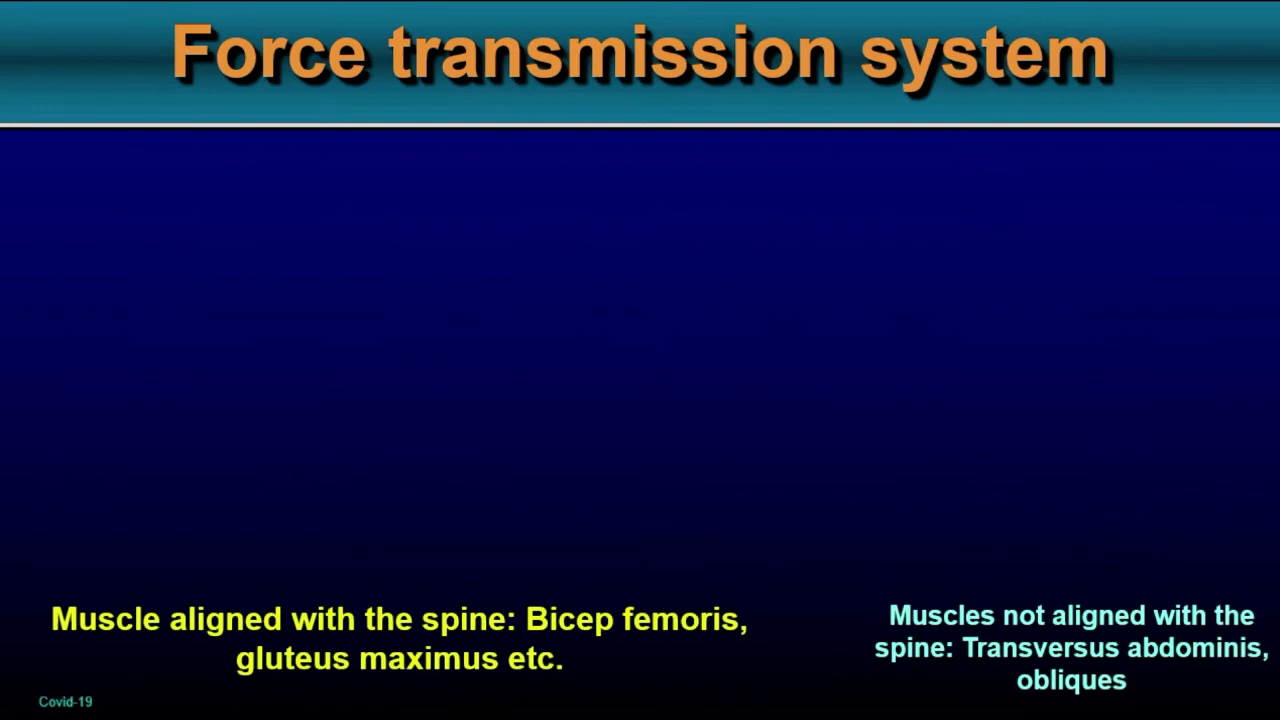 Force transmission system
Muscle aligned with the spine: Bicep femoris,
gluteus maximus etc.
Muscles not aligned with the
spine: Transversus abdominis,
obliques
Covid-19